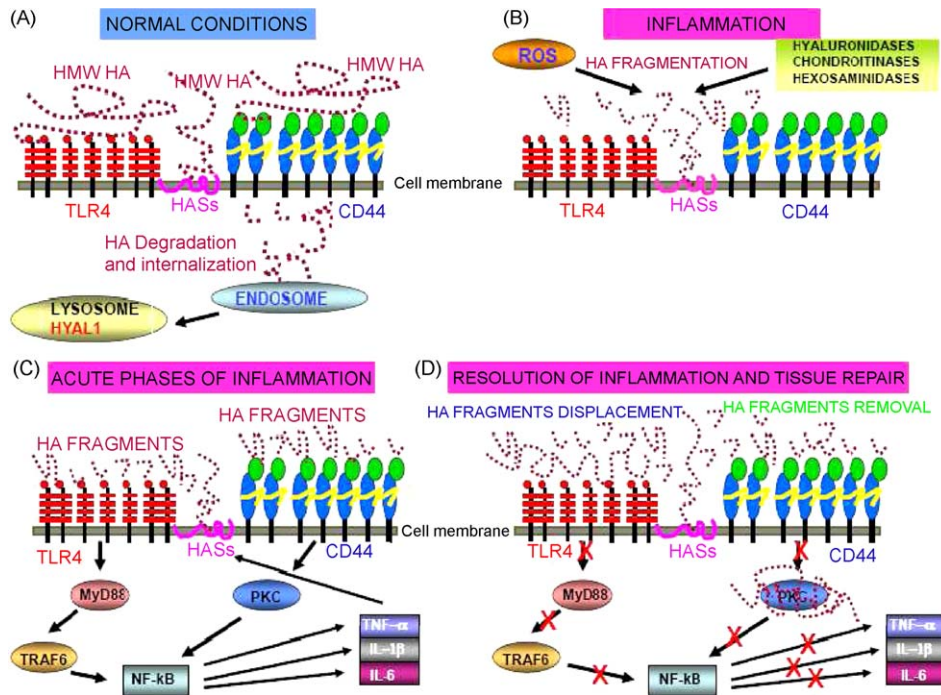 (A)
NORMAL CONDITIONS
HMW HA
HMW HA
HMW HA
TLR4
HASs
CD44
Cell membrane
HA Degradation
and internalization
ENDOSOME
LYSOSOME
HYAL1
(B)
INFLAMMATION
ROS
HA FRAGMENTATION
HYALURONIDASES
CHONDROITINASES
HEXOSAMINIDASES
TLR4
HASs
CD44
(C)
ACUTE PHASES OF INFLAMMATION
HA FRAGMENTS
HA FRAGMENTS
TLR4
HASs
CD44
Cell membrane
MyD88
PKC
TRAF6
NF-kB
TNF-α
IL-1β
IL-6
(D)
RESOLUTION OF INFLAMMATION AND TISSUE REPAIR
HA FRAGMENTS DISPLACEMENT
HA FRAGMENTS REMOVAL
TLR4
HASs
CD44
MyD88
PKC
TRAF6
NF-kB
TNF-α
IL-1β
IL-6